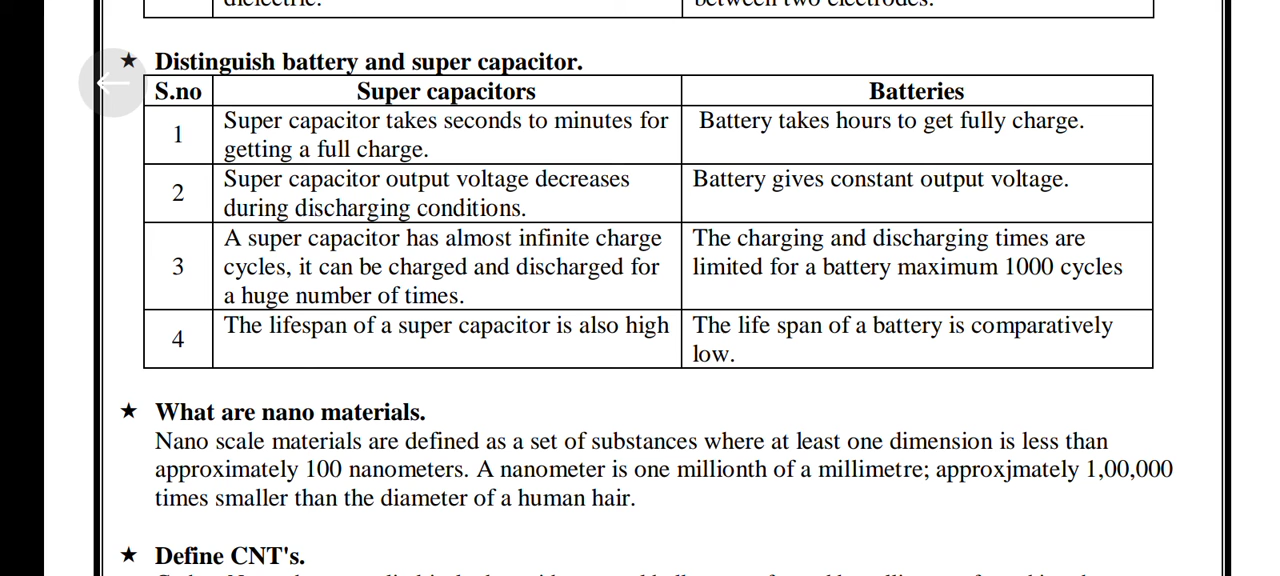 dielectric.
between two electrodes.
★ Distinguish battery and super capacitor.
S.no Super capacitors Batteries
1 Super capacitor takes seconds to minutes for Battery takes hours to get fully charge.
getting a full charge.
2 Super capacitor output voltage decreases Battery gives constant output voltage.
during discharging conditions.
3 A super capacitor has almost infinite charge The charging and discharging times are
cycles, it can be charged and discharged for limited for a battery maximum 1000 cycles
a huge number of times.
4 The lifespan of a super capacitor is also high The life span of a battery is comparatively
low.
★ What are nano materials.
Nano scale materials are defined as a set of substances where at least one dimension is less than
approximately 100 nanometers. A nanometer is one millionth of a millimetre; approxjmately 1,00,000
times smaller than the diameter of a human hair.
★ Define CNT's.